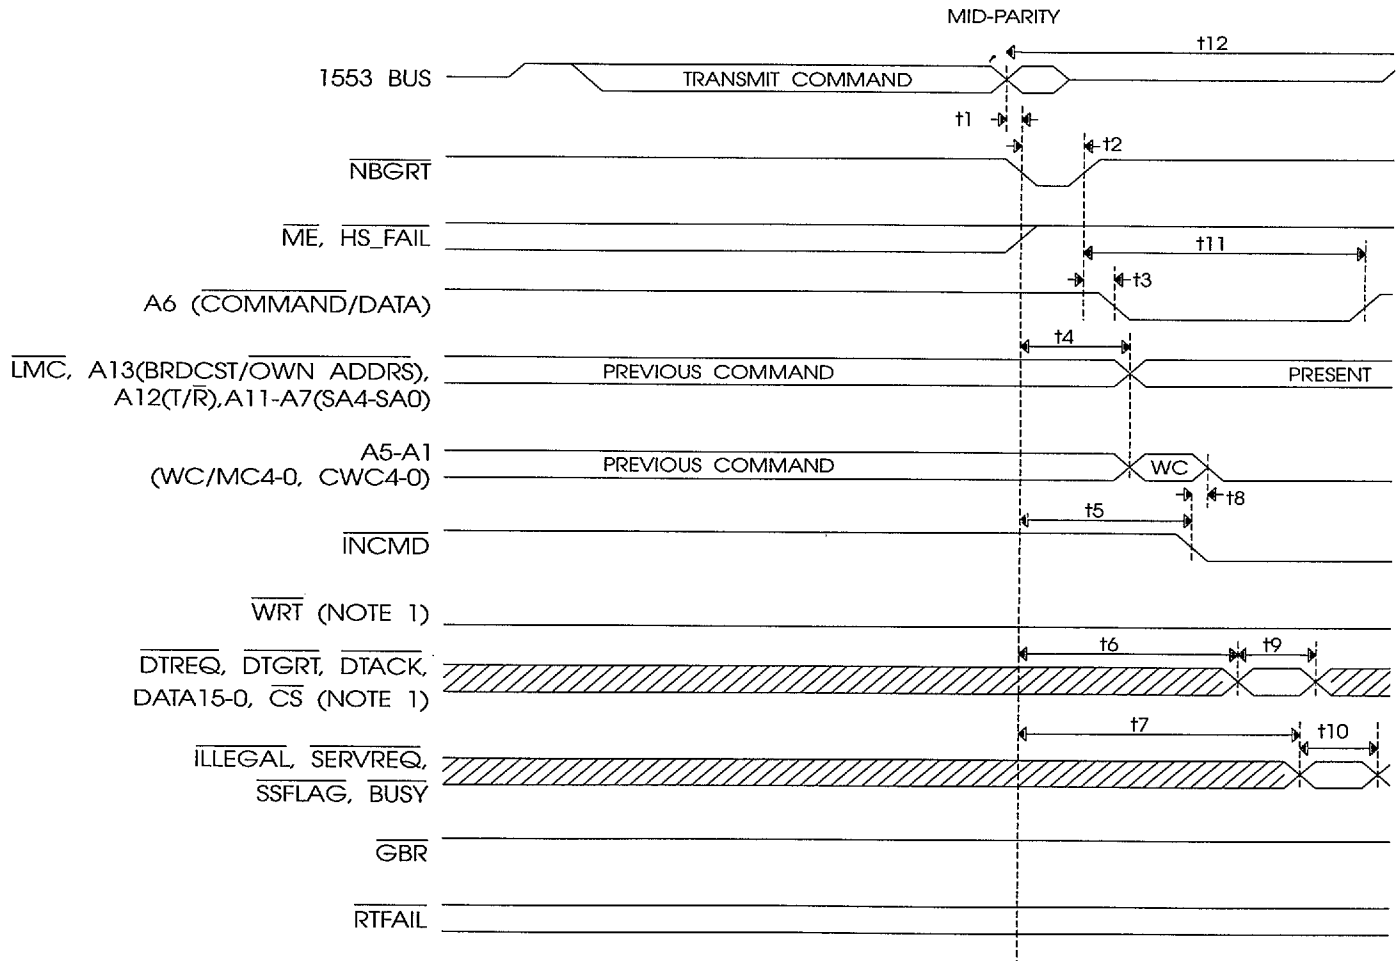 MID-PARITY
t12
1553 BUS
TRANSMIT COMMAND
t1
t2
NBGRT
ME, HS_FAIL
t11
t3
A6 (COMMAND/DATA)
t4
LMC, A13(BRDCST/OWN ADDRS),
PREVIOUS COMMAND
PRESENT
A12(T/R),A11-A7(SA4-SA0)
A5-A1
(WC/MC4-0, CWC4-0)
PREVIOUS COMMAND
WC
t8
t5
INCMD
WRT (NOTE 1)
t6
t9
DTREQ, DTGRT, DTACK,
DATA15-0, CS (NOTE 1)
t7
t10
ILLEGAL, SERVREQ,
SSFLAG, BUSY
GBR
RTFAIL